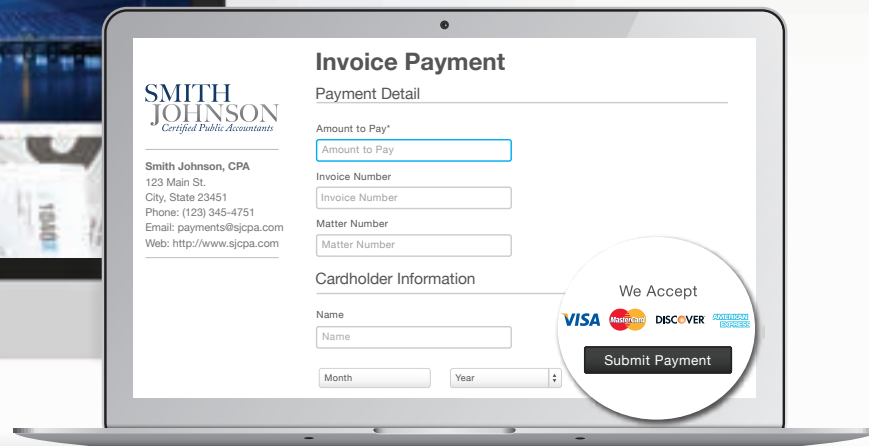 Invoice Payment
SMITH
JOHNSON
Certified Public Accountants
Smith Johnson, CPA
123 Main St.
City, State 23451
Phone: (123) 345-4751
Email: payments@sjcpa.com
Web: http://www.sjcpa.com
Payment Detail
Amount to Pay*
Amount to Pay
Invoice Number
Invoice Number
Matter Number
Matter Number
Cardholder Information
Name
Name
Month
Year
We Accept
VISA
MasterCard
DISCOVER
AMERICAN
EXPRESS
Submit Payment
1040